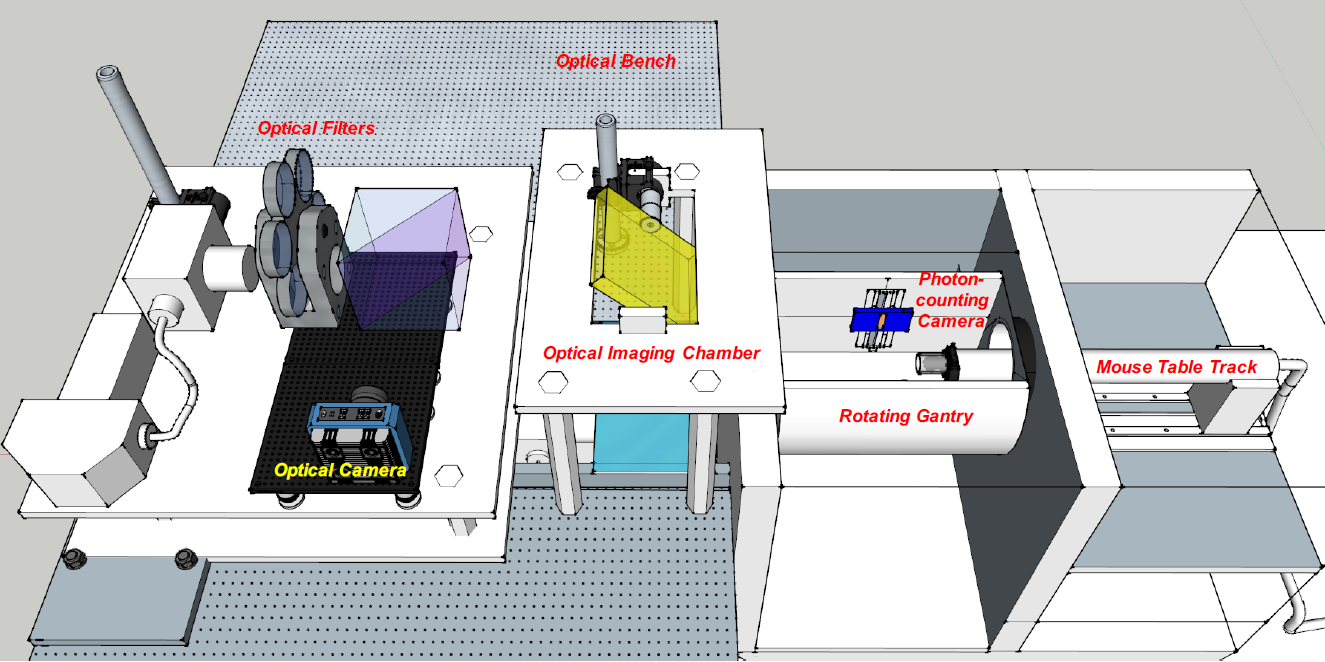 Optical Bench
Optical Filters
Photon-
counting
Camera
Optical Imaging Chamber
Mouse Table Track
Rotating Gantry
Optical Camera